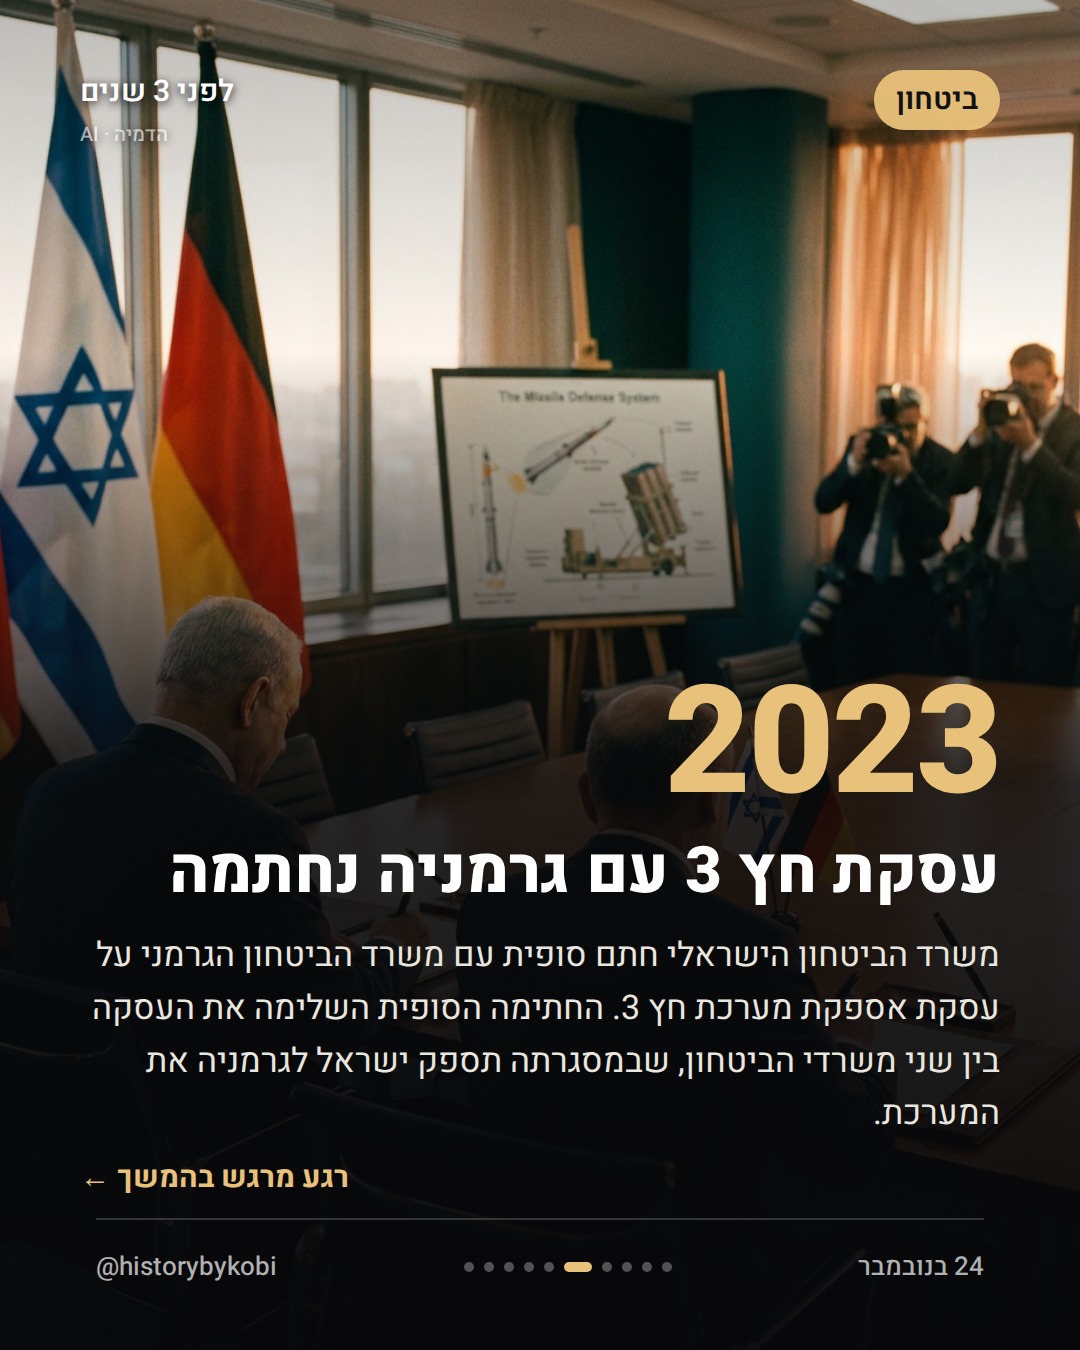 ביטחון
לפני 3 שנים
הדמיה · AI
The Missile Defense System
2023
עסקת חץ 3 עם גרמניה נחתמה
משרד הביטחון הישראלי חתם סופית עם משרד הביטחון הגרמני על
עסקת אספקת מערכת חץ 3. החתימה הסופית השלימה את העסקה
בין שני משרדי הביטחון, שבמסגרתה תספק ישראל לגרמניה את
המערכת.
רגע מרגש בהמשך ←
24 בנובמבר
@historybykobi